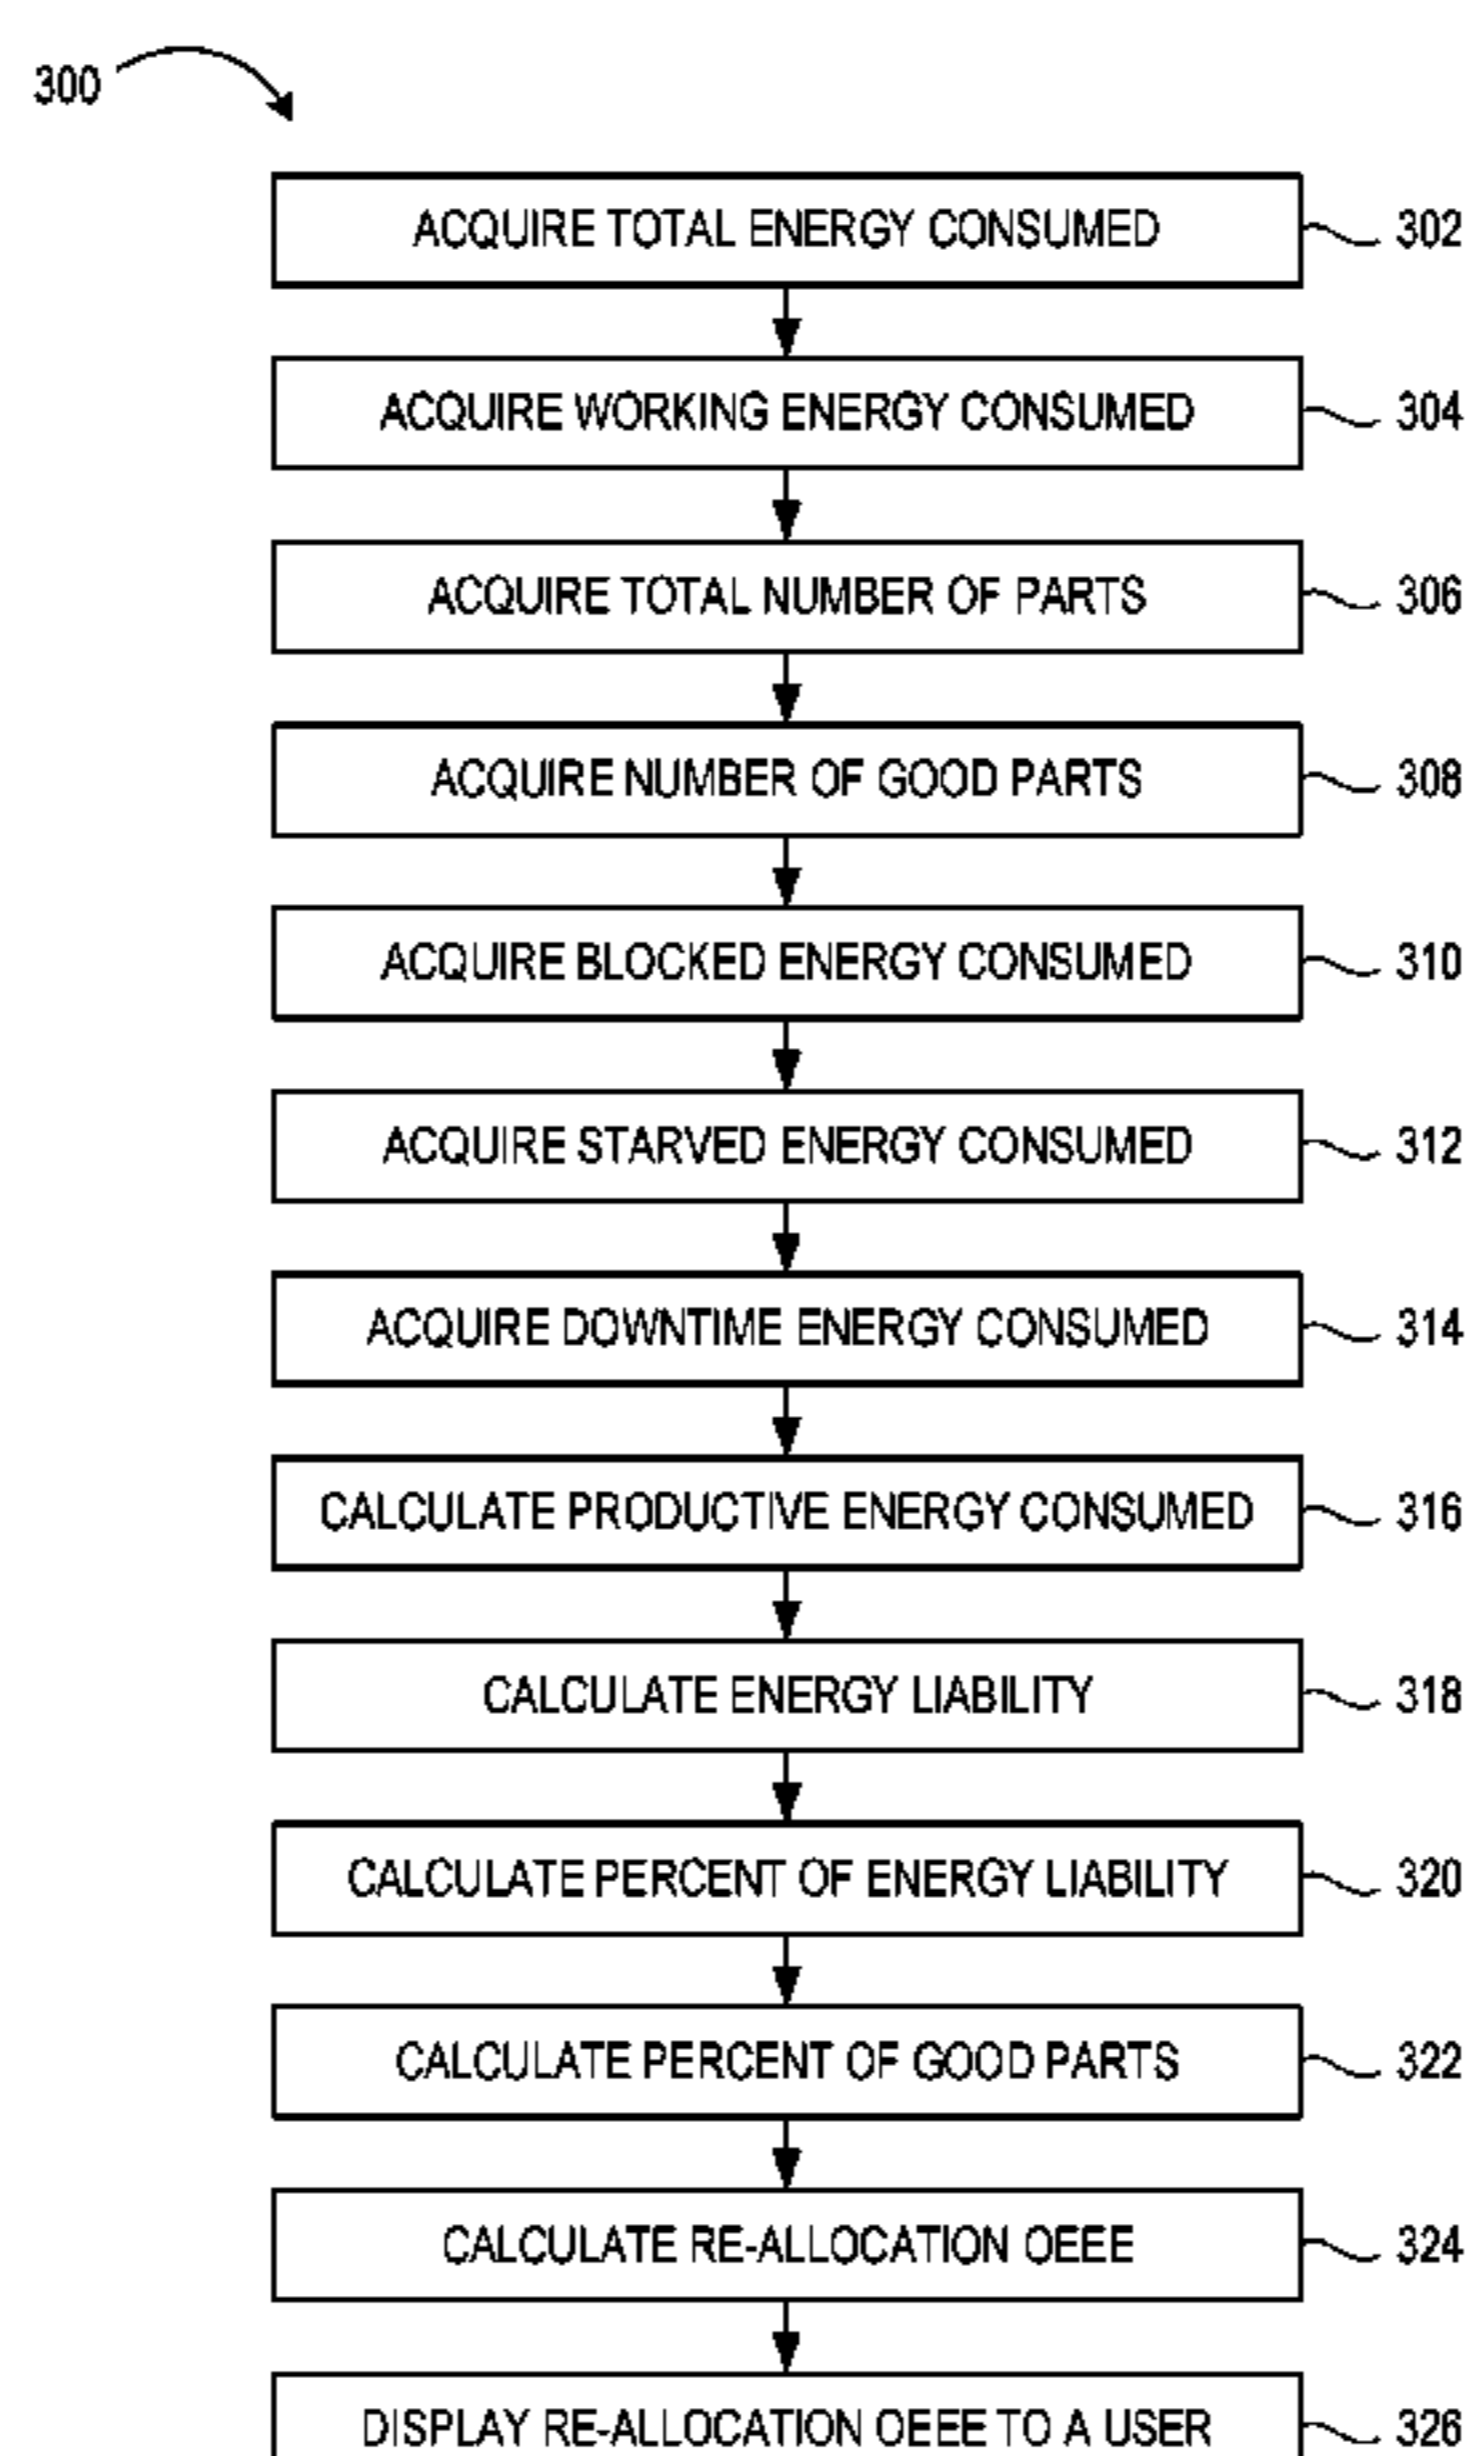 300
ACQUIRE TOTAL ENERGY CONSUMED 302
ACQUIRE WORKING ENERGY CONSUMED 304
ACQUIRE TOTAL NUMBER OF PARTS 306
ACQUIRE NUMBER OF GOOD PARTS 308
ACQUIRE BLOCKED ENERGY CONSUMED 310
ACQUIRE STARVED ENERGY CONSUMED 312
ACQUIRE DOWNTIME ENERGY CONSUMED 314
CALCULATE PRODUCTIVE ENERGY CONSUMED 316
CALCULATE ENERGY LIABILITY 318
CALCULATE PERCENT OF ENERGY LIABILITY 320
CALCULATE PERCENT OF GOOD PARTS 322
CALCULATE RE-ALLOCATION OEEE 324
DISPLAY RE-ALLOCATION OEEE TO A USER 326